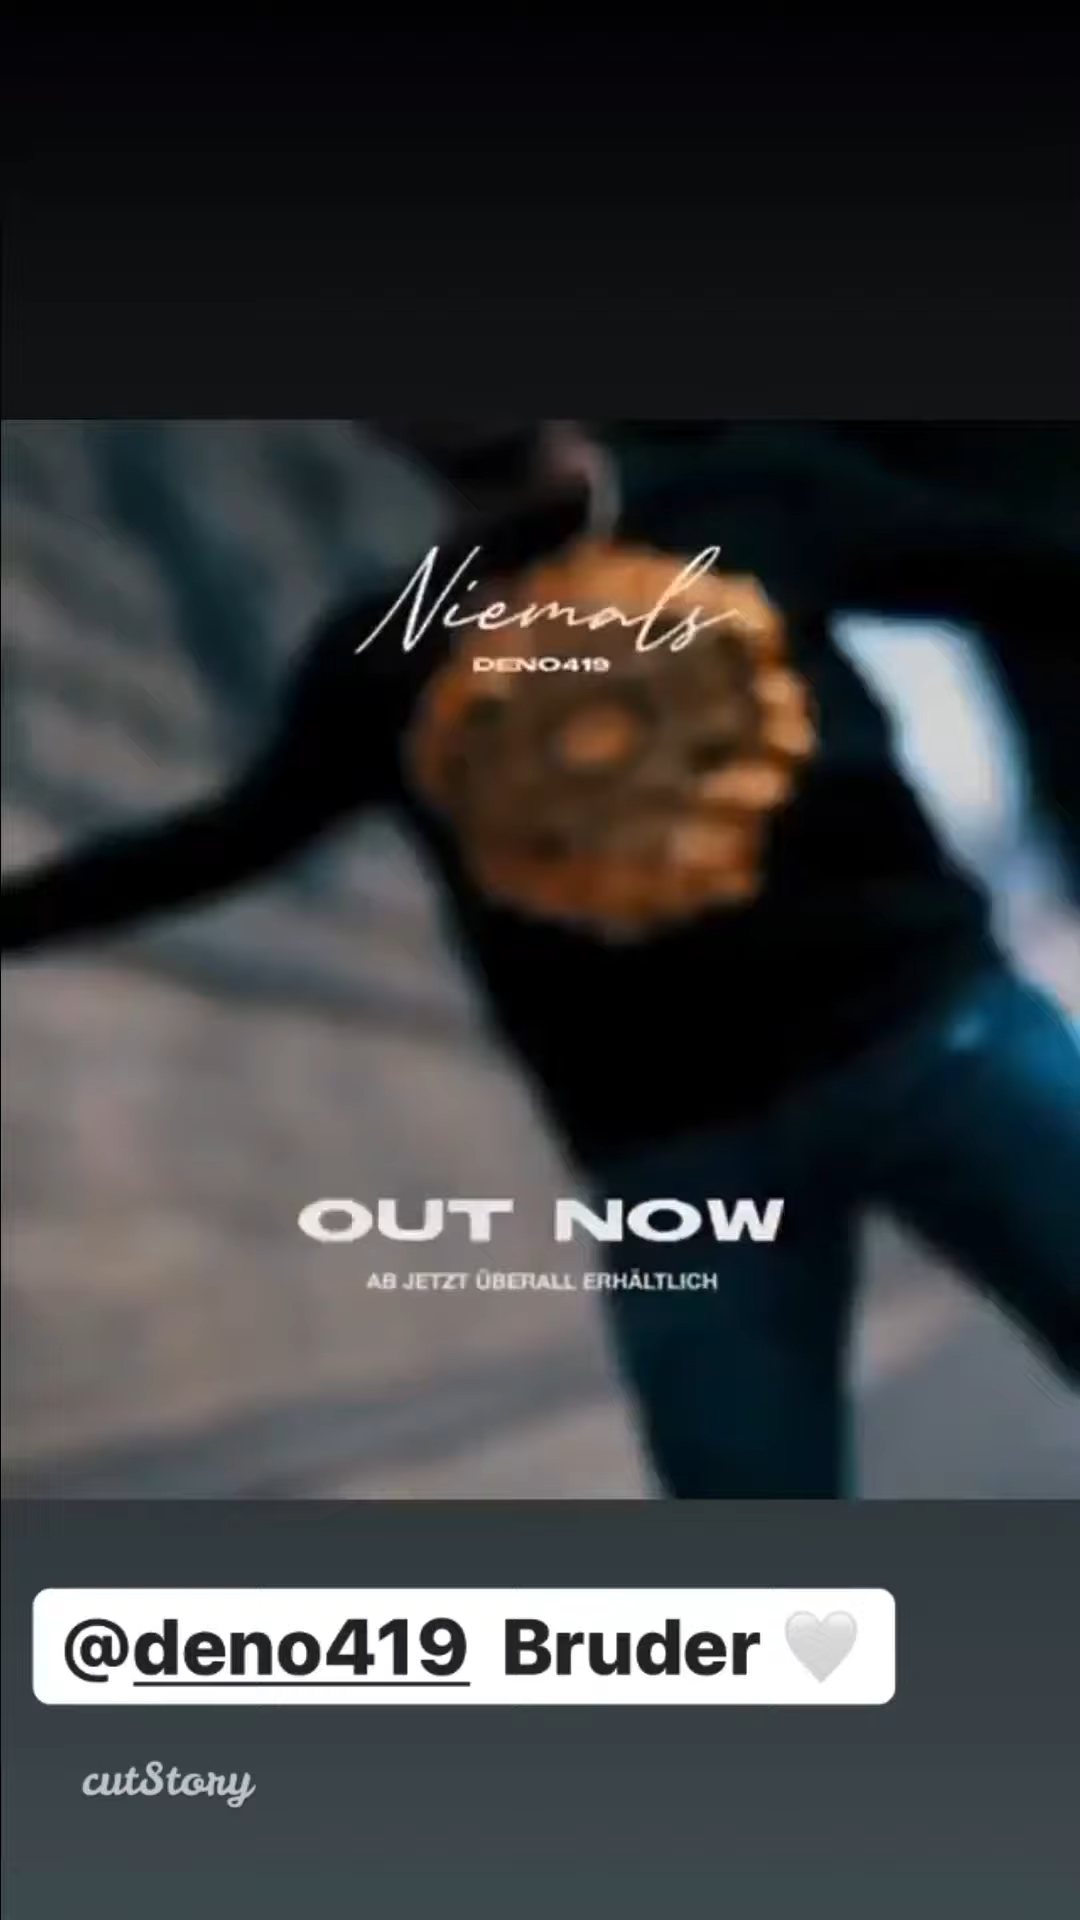 Niemals
DENO419
OUT NOW
AB JETZT ÜBERALL ERHÄLTLICH
@deno419 Bruder 🤍
cutStory